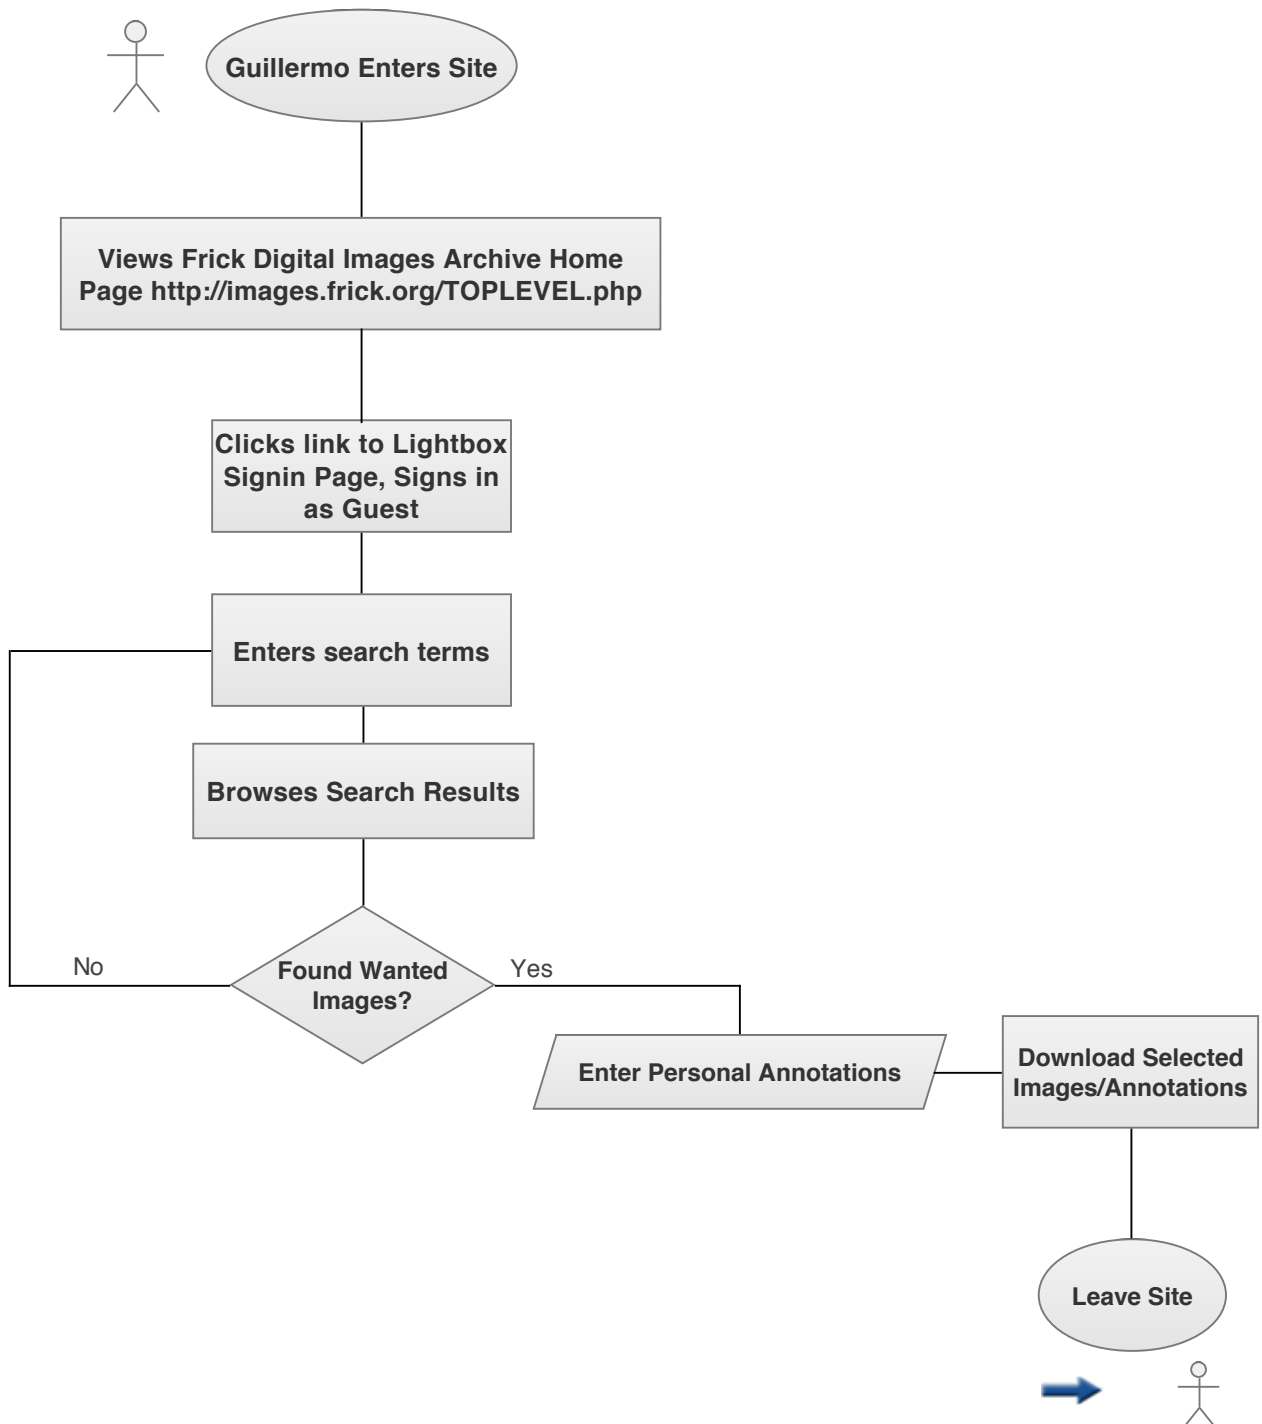 Guillermo Enters Site
Views Frick Digital Images Archive Home
Page http://images.frick.org/TOPLEVEL.php
Clicks link to Lightbox
Signin Page, Signs in
as Guest
Enters search terms
Browses Search Results
No
Found Wanted
Images?
Yes
Enter Personal Annotations
Download Selected
Images/Annotations
Leave Site